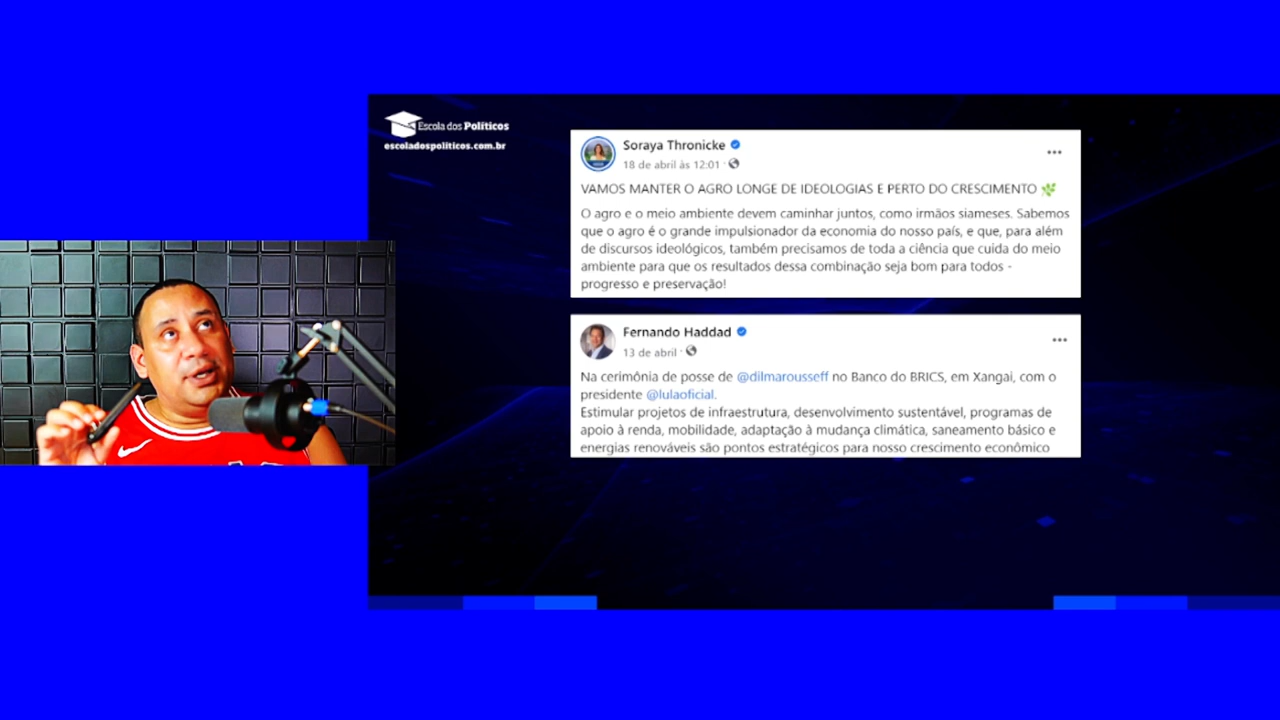 Escola dos Políticos
escoladospoliticos.com.br
Soraya Thronicke
18 de abril às 12:01 ·
VAMOS MANTER O AGRO LONGE DE IDEOLOGIAS E PERTO DO CRESCIMENTO
O agro e o meio ambiente devem caminhar juntos, como irmãos siameses. Sabemos
que o agro é o grande impulsionador da economia do nosso país, e que, para além
de discursos ideológicos, também precisamos de toda a ciência que cuida do meio
ambiente para que os resultados dessa combinação seja bom para todos -
progresso e preservação!
Fernando Haddad
13 de abril ·
Na cerimônia de posse de @dilmarousseff no Banco do BRICS, em Xangai, com o
presidente @lulaoficial.
Estimular projetos de infraestrutura, desenvolvimento sustentável, programas de
apoio à renda, mobilidade, adaptação à mudança climática, saneamento básico e
energias renováveis são pontos estratégicos para nosso crescimento econômico